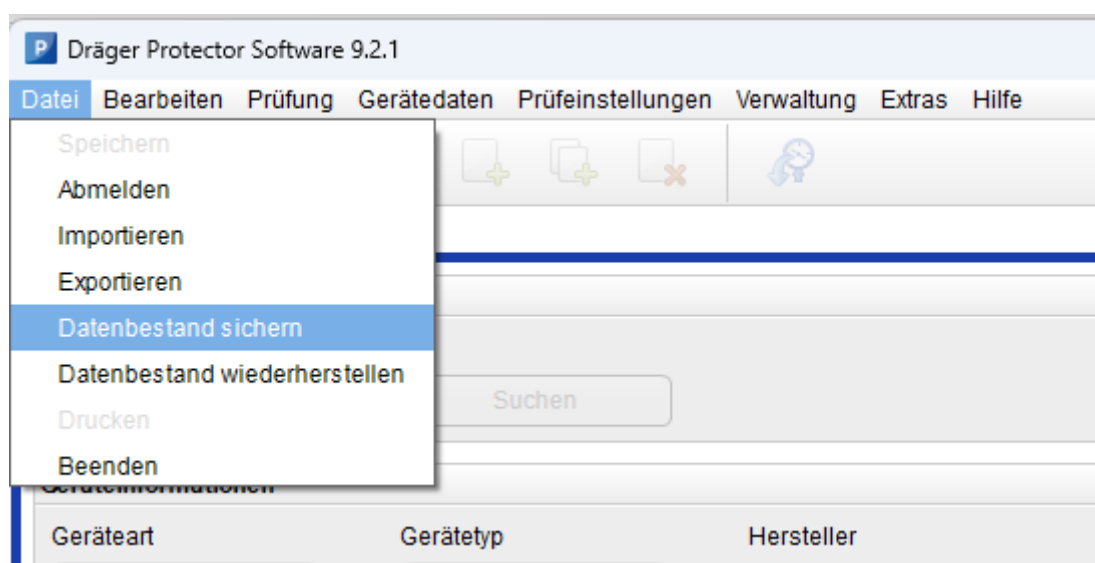 P Dräger Protector Software 9.2.1
Datei Bearbeiten Prüfung Gerätedaten Prüfeinstellungen Verwaltung Extras Hilfe
Speichern
Abmelden
Importieren
Exportieren
Datenbestand sichern
Datenbestand wiederherstellen
Suchen
Drucken
Beenden
Geräteinformationen
Geräteart Gerätetyp Hersteller